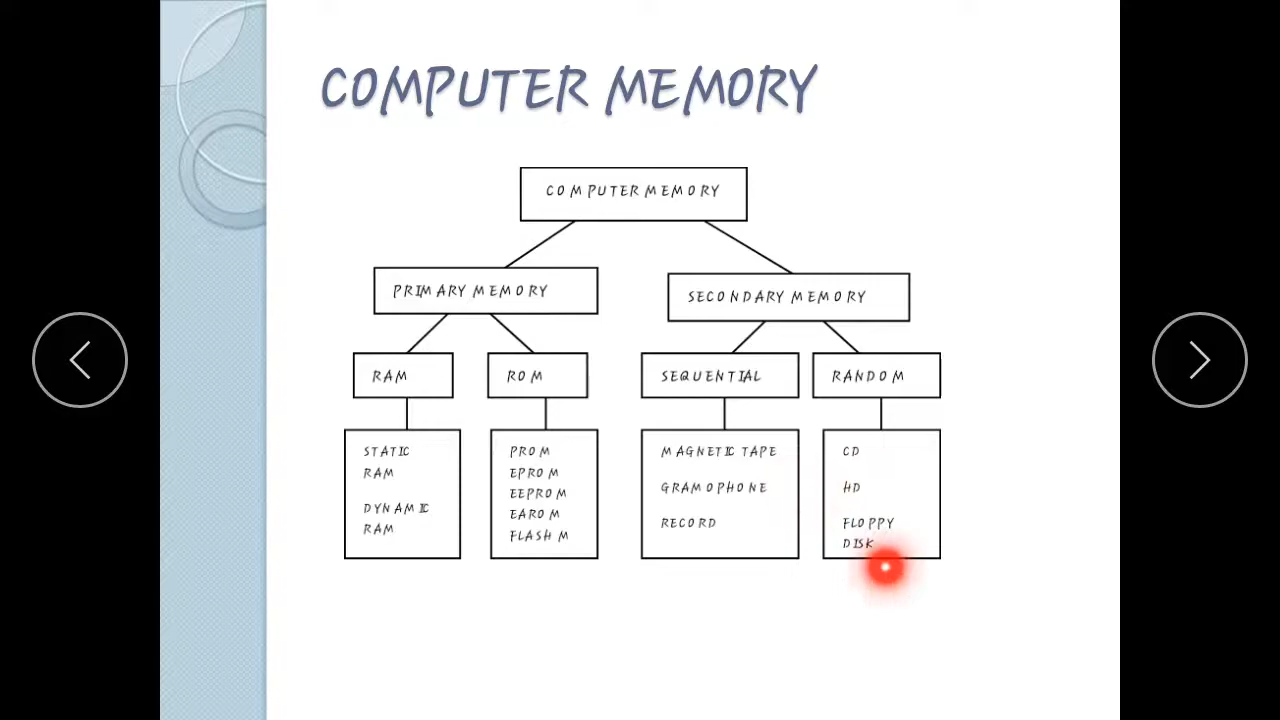 COMPUTER MEMORY
COMPUTER MEMORY
PRIMARY MEMORY
SECONDARY MEMORY
RAM
ROM
SEQUENTIAL
RANDOM
STATIC
RAM
DYNAMIC
RAM
PROM
EPROM
EEPROM
EAROM
FLASH M
MAGNETIC TAPE
GRAMOPHONE
RECORD
CD
HD
FLOPPY
DISK